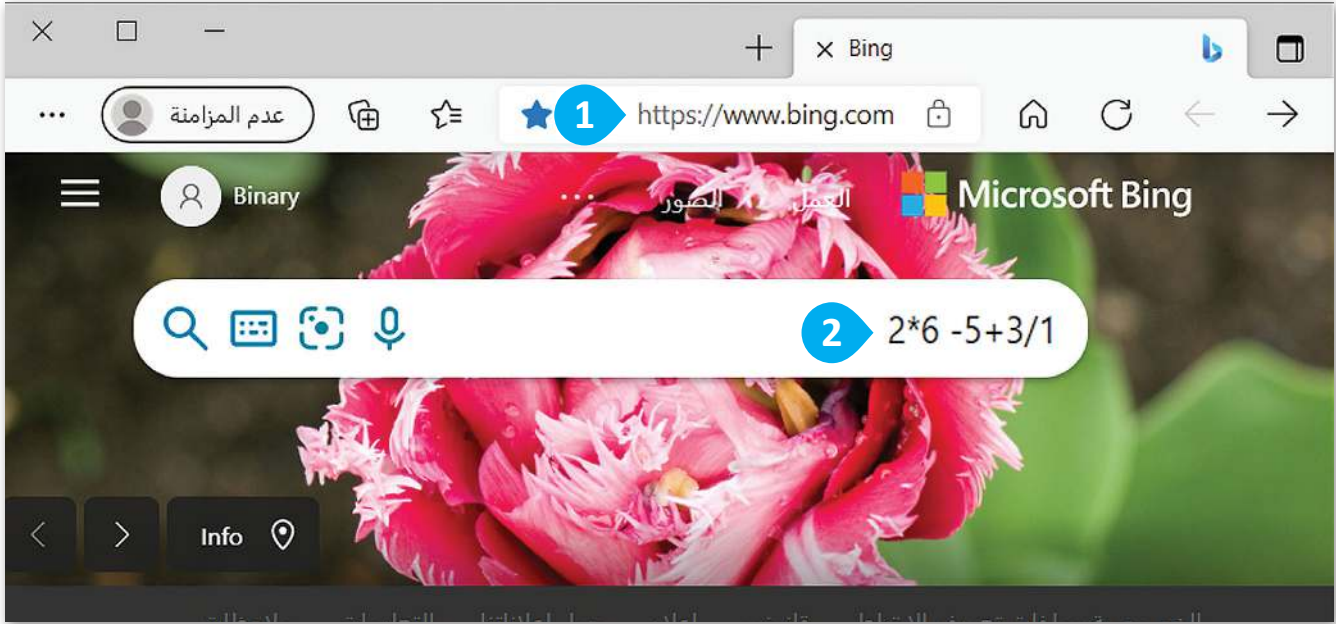 Bing
https://www.bing.com
1
عدم المزامنة
Microsoft Bing
العمل
الصور
...
Binary
2*6 -5+3/1
2
Info